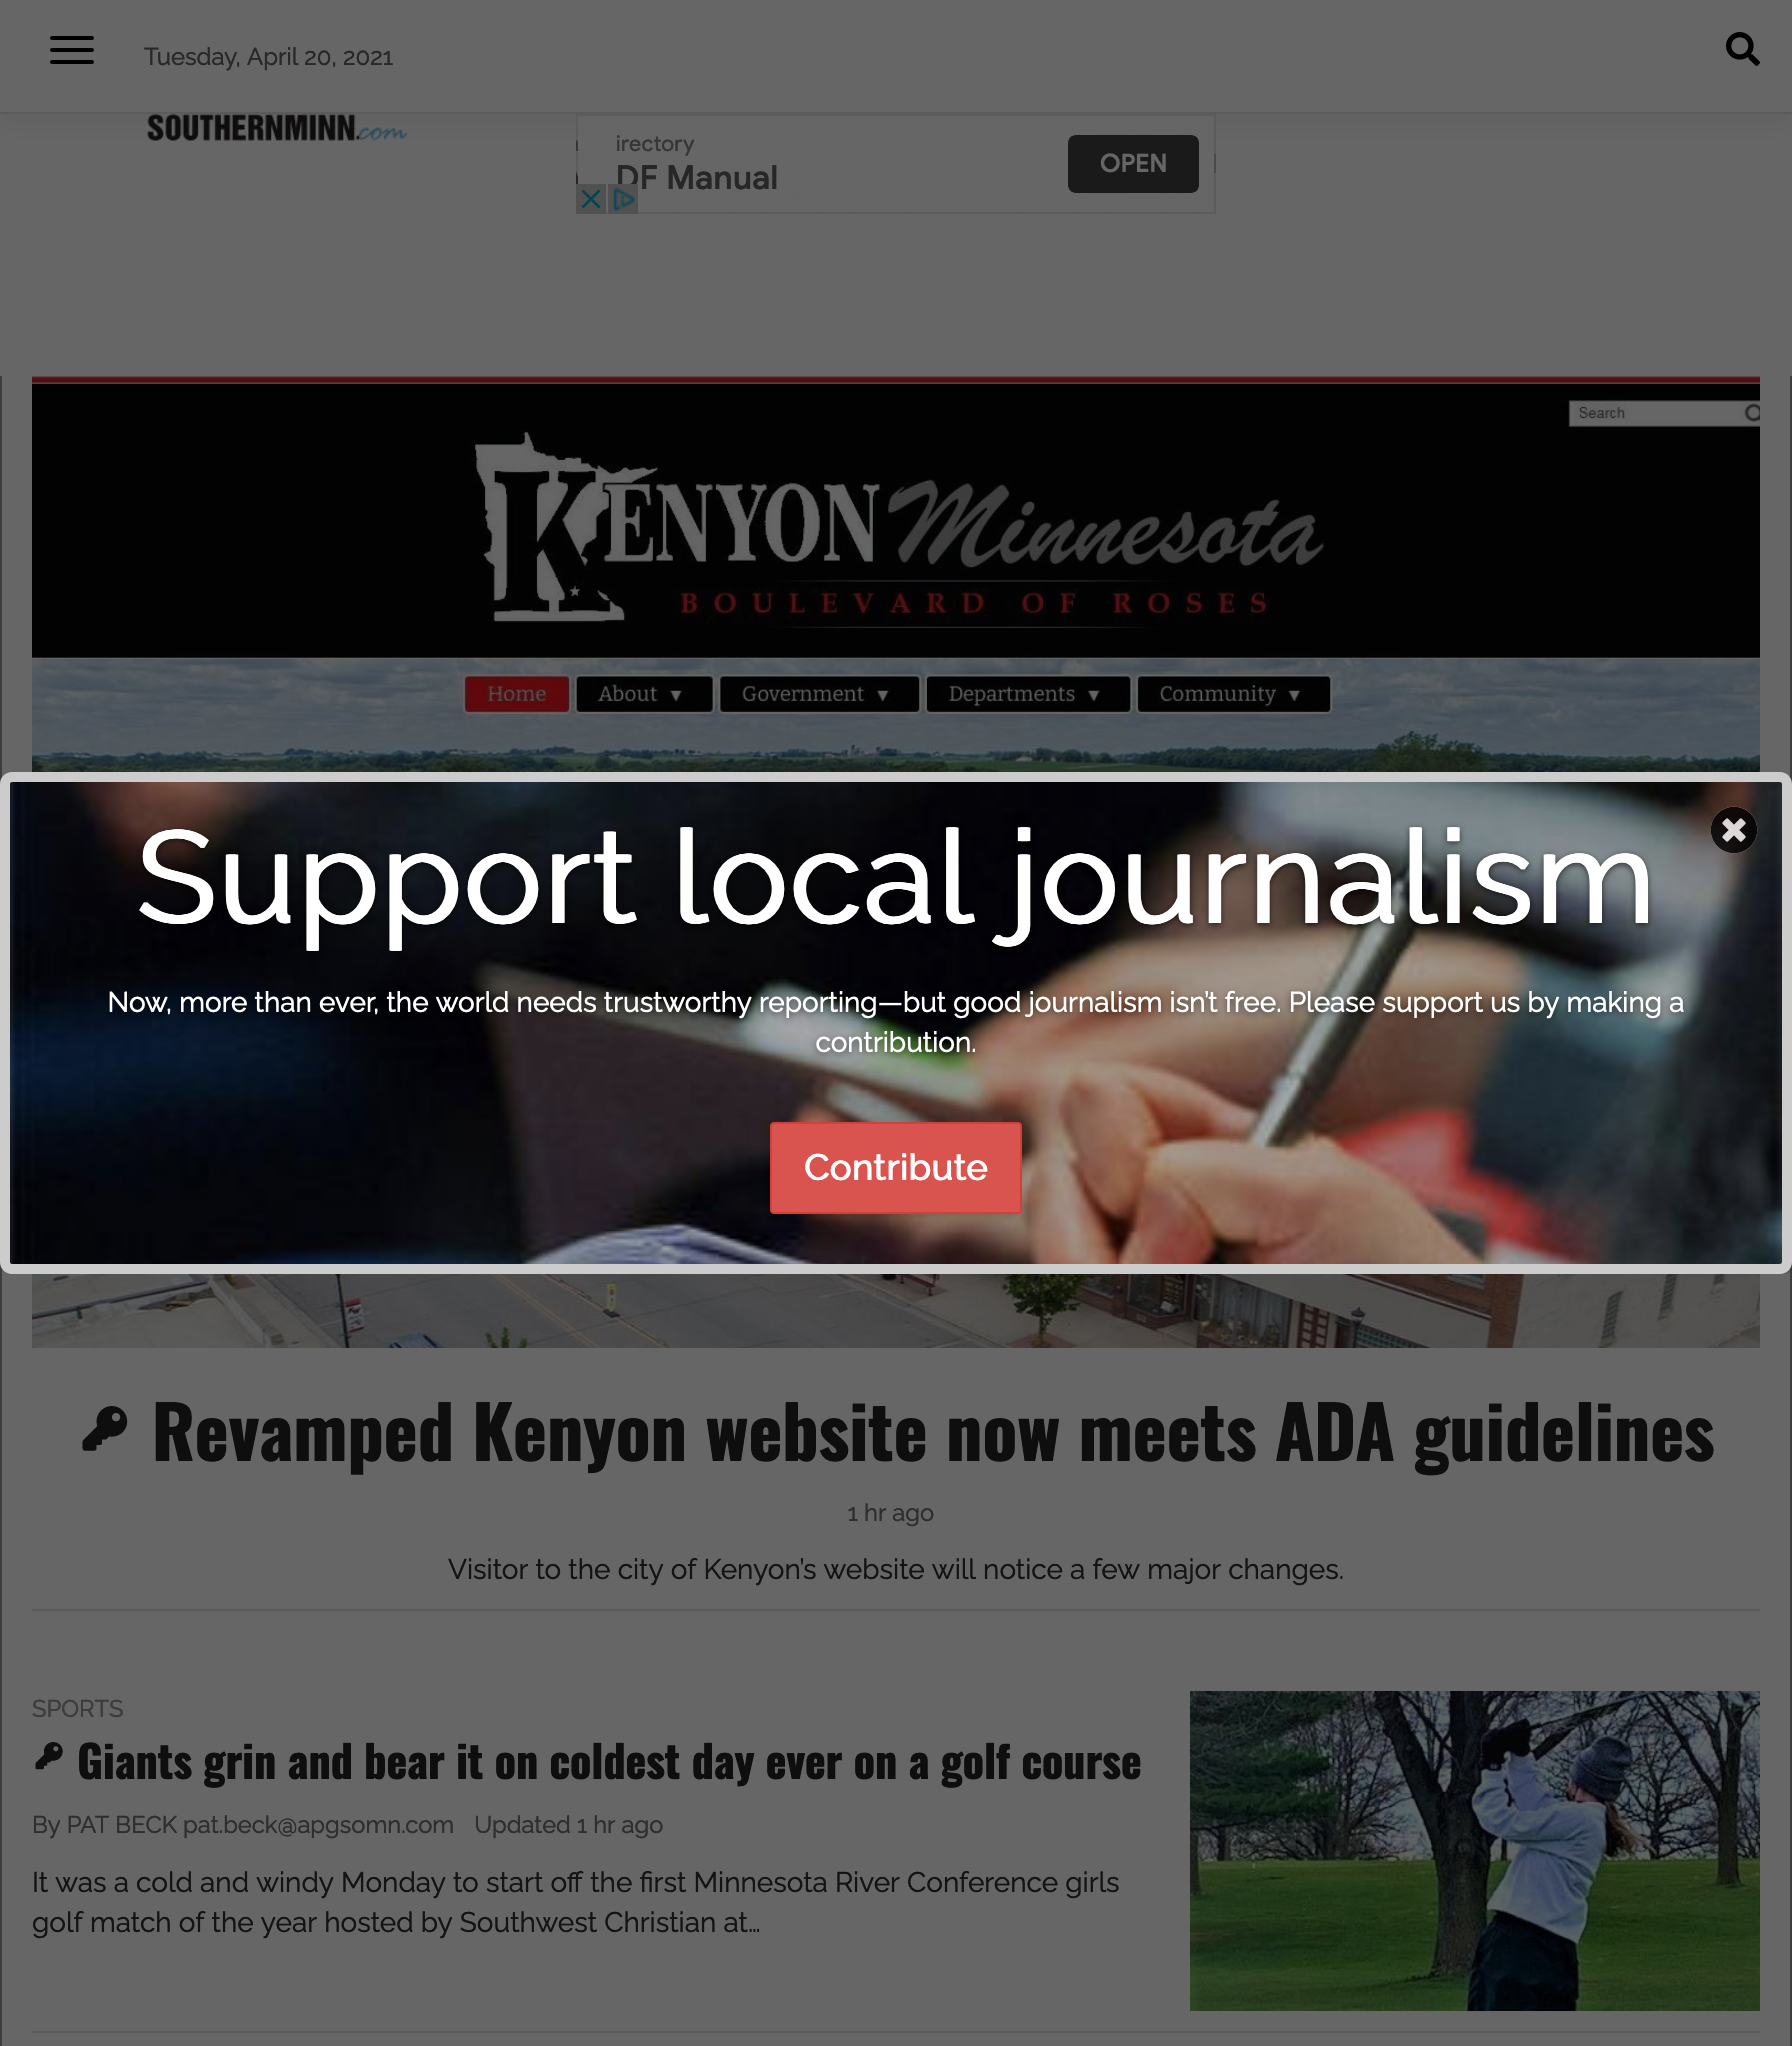 Tuesday, April 20, 2021
SOUTHERNMINN.com
irectory
DF Manual
OPEN
Search
KENYON Minnesota
BOULEVARD OF ROSES
Home About ▼ Government ▼ Departments ▼ Community ▼
Support local journalism
Now, more than ever, the world needs trustworthy reporting—but good journalism isn't free. Please support us by making a
contribution.
Contribute
Revamped Kenyon website now meets ADA guidelines
1 hr ago
Visitor to the city of Kenyon's website will notice a few major changes.
SPORTS
Giants grin and bear it on coldest day ever on a golf course
By PAT BECK pat.beck@apgsomn.com Updated 1 hr ago
It was a cold and windy Monday to start off the first Minnesota River Conference girls
golf match of the year hosted by Southwest Christian at…